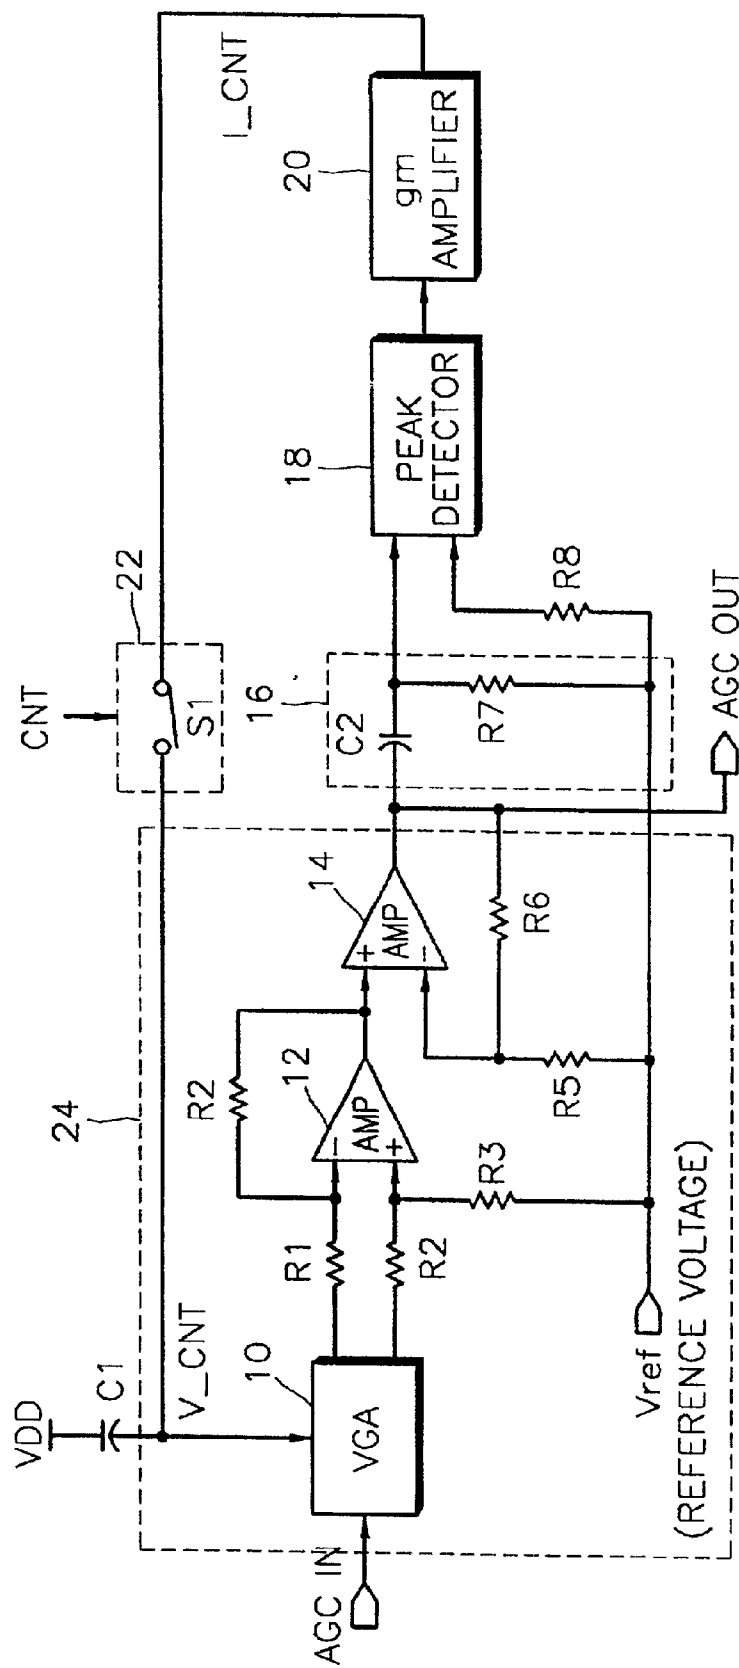 VDD
C1
V_CNT
24
CNT
22
S1
I_CNT
AGC IN
10
VGA
R1
R2
R2
12
AMP
-
+
R3
14
AMP
+
-
R5
R6
16
C2
R7
R8
18
PEAK
DETECTOR
20
gm
AMPLIFIER
AGC OUT
Vref
(REFERENCE VOLTAGE)